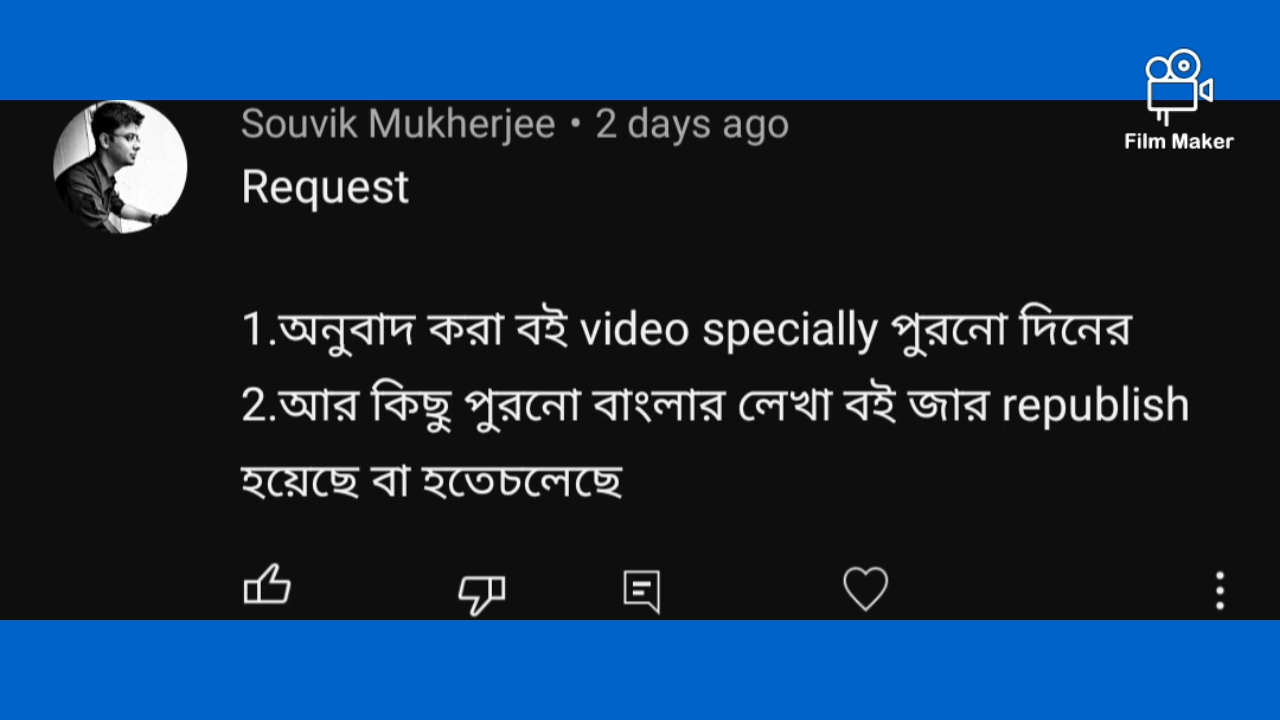 Film Maker
Souvik Mukherjee • 2 days ago
Request
1.অনুবাদ করা বই video specially পুরনো দিনের
2.আর কিছু পুরনো বাংলার লেখা বই জার republish
হয়েছে বা হতেচলেছে